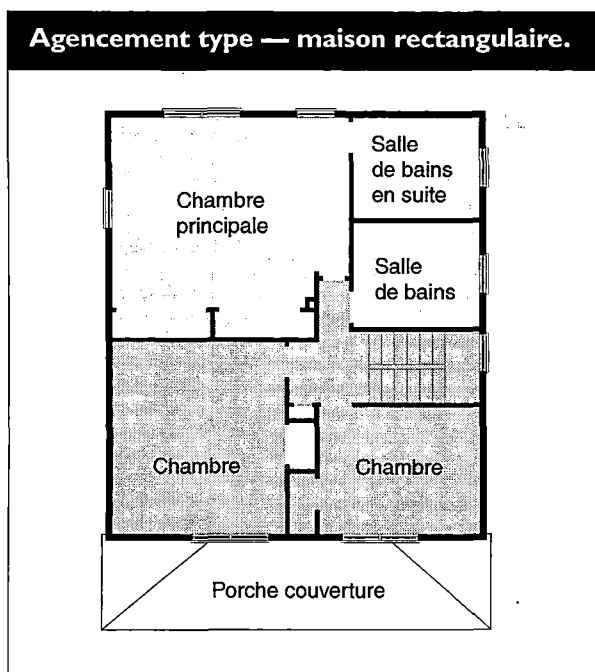 Agencement type — maison rectangulaire.
Salle
de bains
en suite
Chambre
principale
Salle
de bains
Chambre
Chambre
Porche couverture